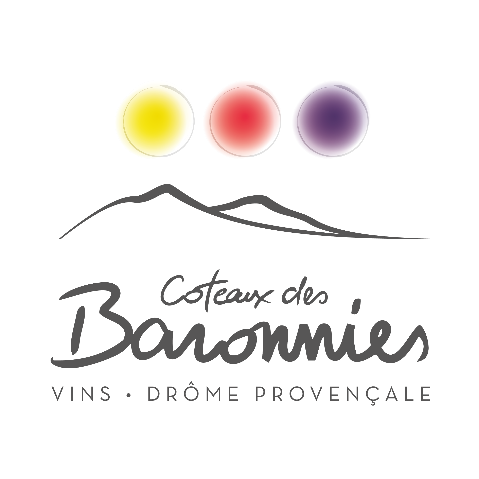 Coteaux des
Baronnies
VINS • DRÔME PROVENÇALE